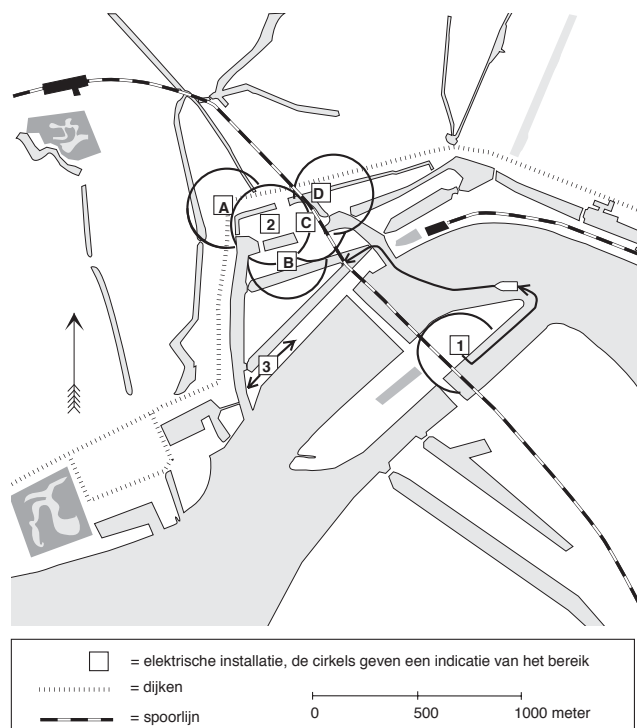 D
A
2
C
B
1
3
= elektrische installatie, de cirkels geven een indicatie van het bereik
= dijken
= spoorlijn
0 500 1000 meter